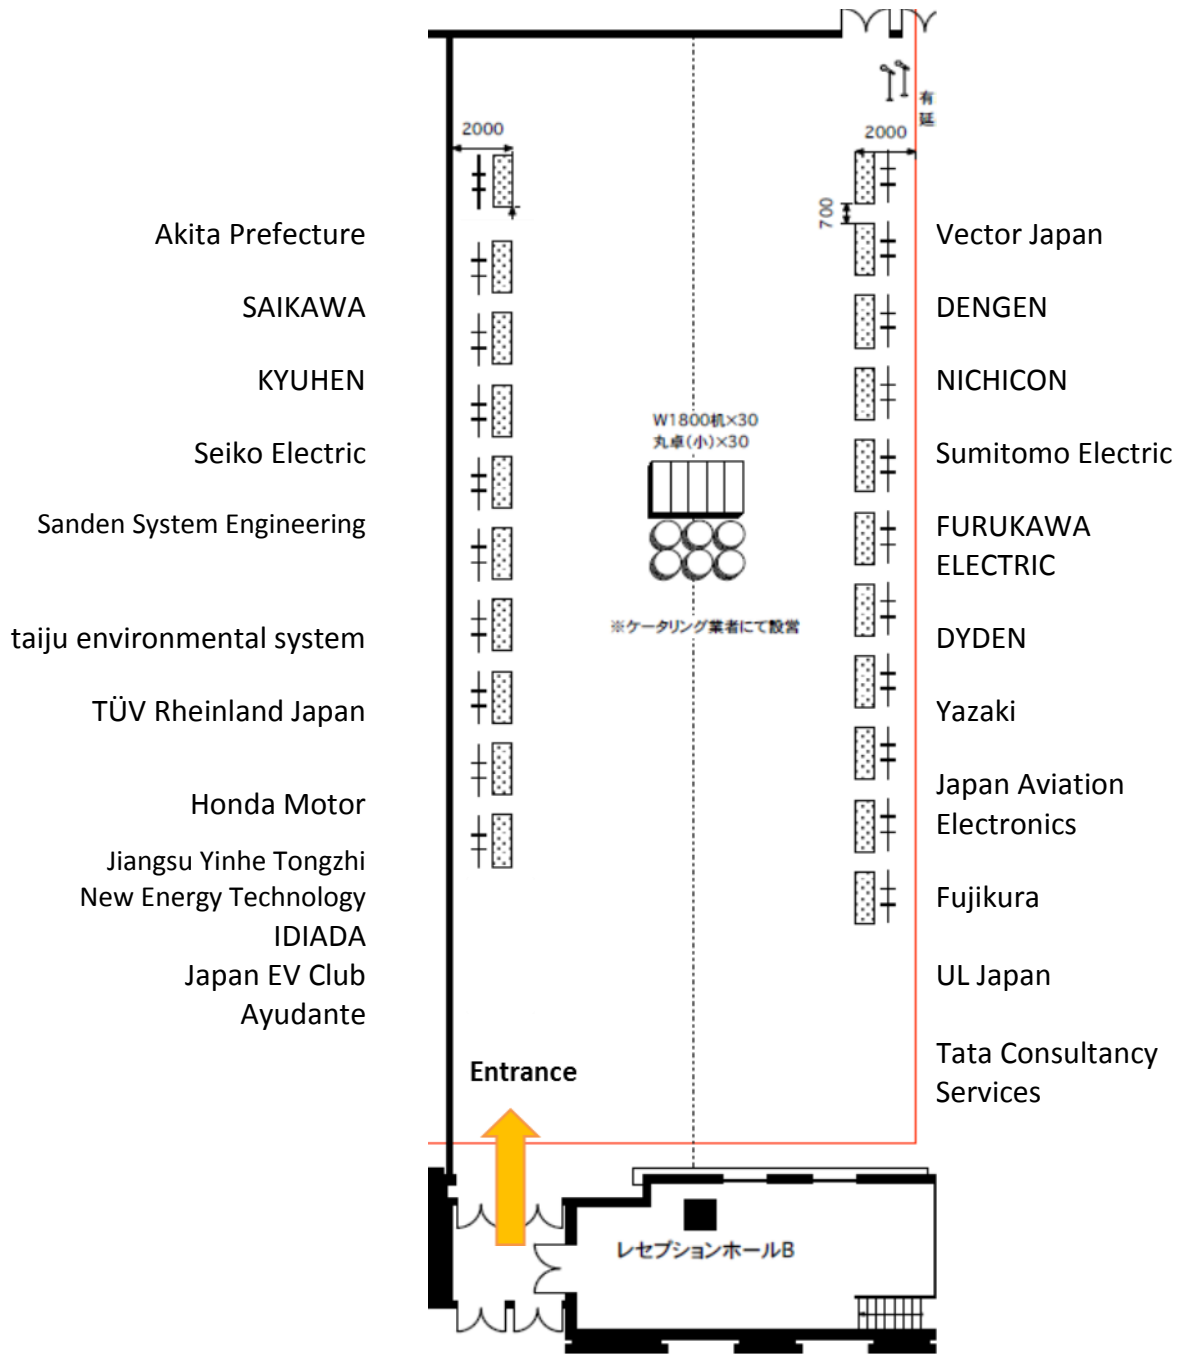 有
延
2000
2000
700
Akita Prefecture
Vector Japan
SAIKAWA
DENGEN
KYUHEN
NICHICON
W1800机×30
丸卓(小)×30
Seiko Electric
Sumitomo Electric
Sanden System Engineering
FURUKAWA
ELECTRIC
※ケータリング業者にて設営
taiju environmental system
DYDEN
TÜV Rheinland Japan
Yazaki
Honda Motor
Japan Aviation
Electronics
Jiangsu Yinhe Tongzhi
New Energy Technology
Fujikura
IDIADA
Japan EV Club
UL Japan
Ayudante
Entrance
Tata Consultancy
Services
レセプションホールB